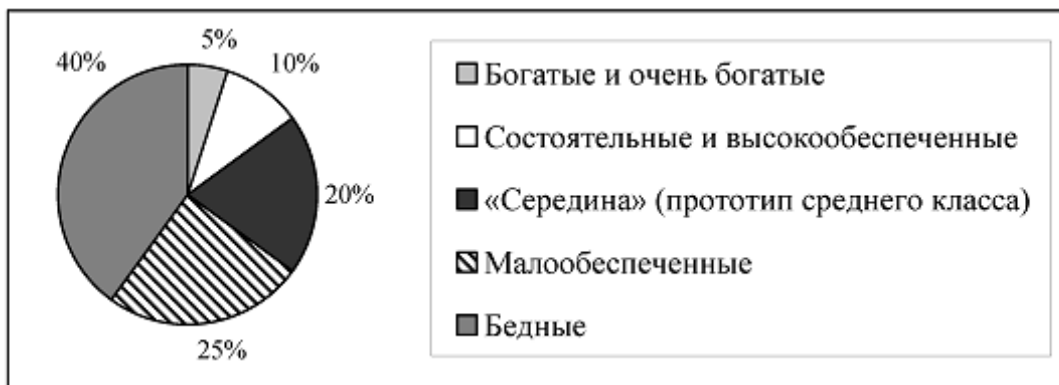 5%
10%
20%
25%
40%
Богатые и очень богатые
Состоятельные и высокообеспеченные
«Середина» (прототип среднего класса)
Малообеспеченные
Бедные